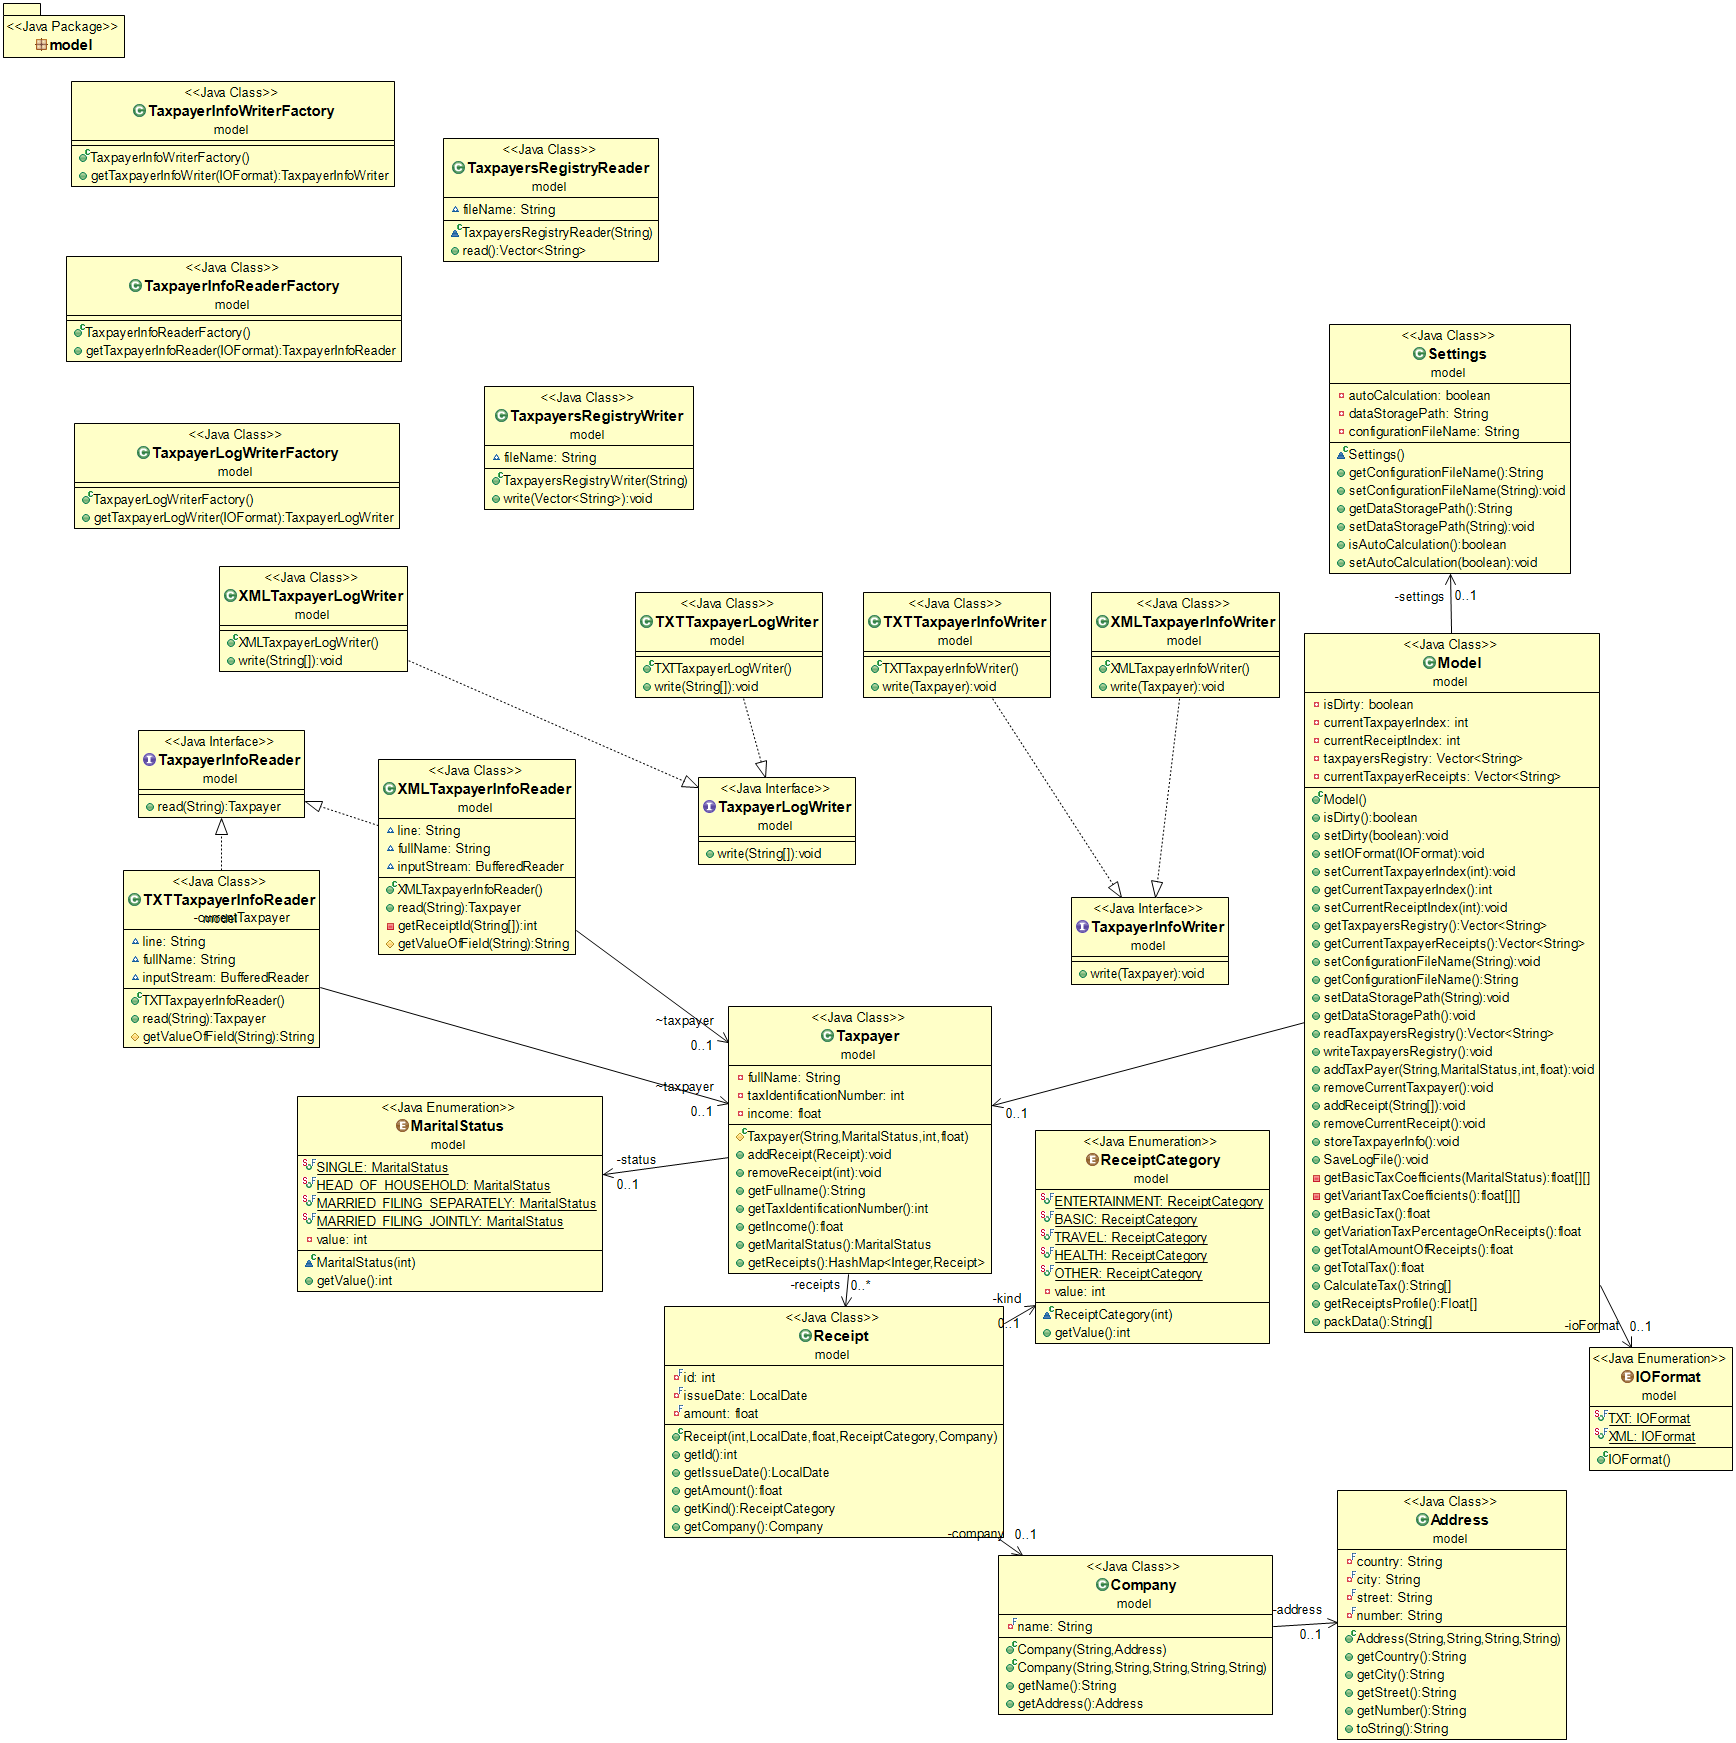 <<Java Package>>
model
<<Java Class>>
TaxpayerInfoWriterFactory
model
TaxpayerInfoWriterFactory()
getTaxpayerInfoWriter(IOFormat):TaxpayerInfoWriter
<<Java Class>>
TaxpayersRegistryReader
model
fileName: String
TaxpayersRegistryReader(String)
read():Vector<String>
<<Java Class>>
TaxpayerInfoReaderFactory
model
TaxpayerInfoReaderFactory()
getTaxpayerInfoReader(IOFormat):TaxpayerInfoReader
<<Java Class>>
TaxpayersRegistryWriter
model
fileName: String
TaxpayersRegistryWriter(String)
write(Vector<String>):void
<<Java Class>>
TaxpayerLogWriterFactory
model
TaxpayerLogWriterFactory()
getTaxpayerLogWriter(IOFormat):TaxpayerLogWriter
<<Java Class>>
Settings
model
autoCalculation: boolean
dataStoragePath: String
configurationFileName: String
Settings()
getConfigurationFileName():String
setConfigurationFileName(String):void
getDataStoragePath():String
setDataStoragePath(String):void
isAutoCalculation():boolean
setAutoCalculation(boolean):void
-settings
0..1
<<Java Class>>
XMLTaxpayerLogWriter
model
XMLTaxpayerLogWriter()
write(String[]):void
<<Java Class>>
TXTTaxpayerLogWriter
model
TXTTaxpayerLogWriter()
write(String[]):void
<<Java Class>>
TXTTaxpayerInfoWriter
model
TXTTaxpayerInfoWriter()
write(Taxpayer):void
<<Java Class>>
XMLTaxpayerInfoWriter
model
XMLTaxpayerInfoWriter()
write(Taxpayer):void
<<Java Class>>
Model
model
isDirty: boolean
currentTaxpayerIndex: int
currentReceiptIndex: int
taxpayersRegistry: Vector<String>
currentTaxpayerReceipts: Vector<String>
Model()
isDirty():boolean
setDirty(boolean):void
setIOFormat(IOFormat):void
setCurrentTaxpayerIndex(int):void
getCurrentTaxpayerIndex():int
setCurrentReceiptIndex(int):void
getTaxpayersRegistry():Vector<String>
getCurrentTaxpayerReceipts():Vector<String>
setConfigurationFileName(String):void
getConfigurationFileName():String
setDataStoragePath(String):void
getDataStoragePath():void
readTaxpayersRegistry():Vector<String>
writeTaxpayersRegistry():void
addTaxPayer(String,MaritalStatus,int,float):void
removeCurrentTaxpayer():void
addReceipt(String[]):void
removeCurrentReceipt():void
storeTaxpayerInfo():void
SaveLogFile():void
getBasicTaxCoefficients(MaritalStatus):float[][]
getVariantTaxCoefficients():float[][]
getBasicTax():float
getVariationTaxPercentageOnReceipts():float
getTotalAmountOfReceipts():float
getTotalTax():float
CalculateTax():String[]
getReceiptsProfile():Float[]
packData():String[]
<<Java Interface>>
TaxpayerInfoReader
model
read(String):Taxpayer
<<Java Class>>
XMLTaxpayerInfoReader
model
line: String
fullName: String
inputStream: BufferedReader
XMLTaxpayerInfoReader()
read(String):Taxpayer
getReceiptId(String[]):int
getValueOfField(String):String
<<Java Interface>>
TaxpayerLogWriter
model
write(String[]):void
<<Java Class>>
TXTTaxpayerInfoReader
model
-currentTaxpayer
line: String
fullName: String
inputStream: BufferedReader
TXTTaxpayerInfoReader()
read(String):Taxpayer
getValueOfField(String):String
<<Java Interface>>
TaxpayerInfoWriter
model
write(Taxpayer):void
~taxpayer
0..1
~taxpayer
0..1
<<Java Class>>
Taxpayer
model
fullName: String
taxIdentificationNumber: int
income: float
Taxpayer(String,MaritalStatus,int,float)
addReceipt(Receipt):void
removeReceipt(int):void
getFullname():String
getTaxIdentificationNumber():int
getIncome():float
getMaritalStatus():MaritalStatus
getReceipts():HashMap<Integer,Receipt>
0..1
<<Java Enumeration>>
MaritalStatus
model
SINGLE: MaritalStatus
HEAD_OF_HOUSEHOLD: MaritalStatus
MARRIED_FILING_SEPARATELY: MaritalStatus
MARRIED_FILING_JOINTLY: MaritalStatus
value: int
MaritalStatus(int)
getValue():int
-status
0..1
<<Java Enumeration>>
ReceiptCategory
model
ENTERTAINMENT: ReceiptCategory
BASIC: ReceiptCategory
TRAVEL: ReceiptCategory
HEALTH: ReceiptCategory
OTHER: ReceiptCategory
value: int
ReceiptCategory(int)
getValue():int
-receipts
0..*
-kind
0..1
<<Java Class>>
Receipt
model
id: int
issueDate: LocalDate
amount: float
Receipt(int,LocalDate,float,ReceiptCategory,Company)
getId():int
getIssueDate():LocalDate
getAmount():float
getKind():ReceiptCategory
getCompany():Company
-ioFormat
0..1
<<Java Enumeration>>
IOFormat
model
TXT: IOFormat
XML: IOFormat
IOFormat()
-company
0..1
<<Java Class>>
Company
model
name: String
Company(String,Address)
Company(String,String,String,String,String)
getName():String
getAddress():Address
-address
0..1
<<Java Class>>
Address
model
country: String
city: String
street: String
number: String
Address(String,String,String,String)
getCountry():String
getCity():String
getStreet():String
getNumber():String
toString():String